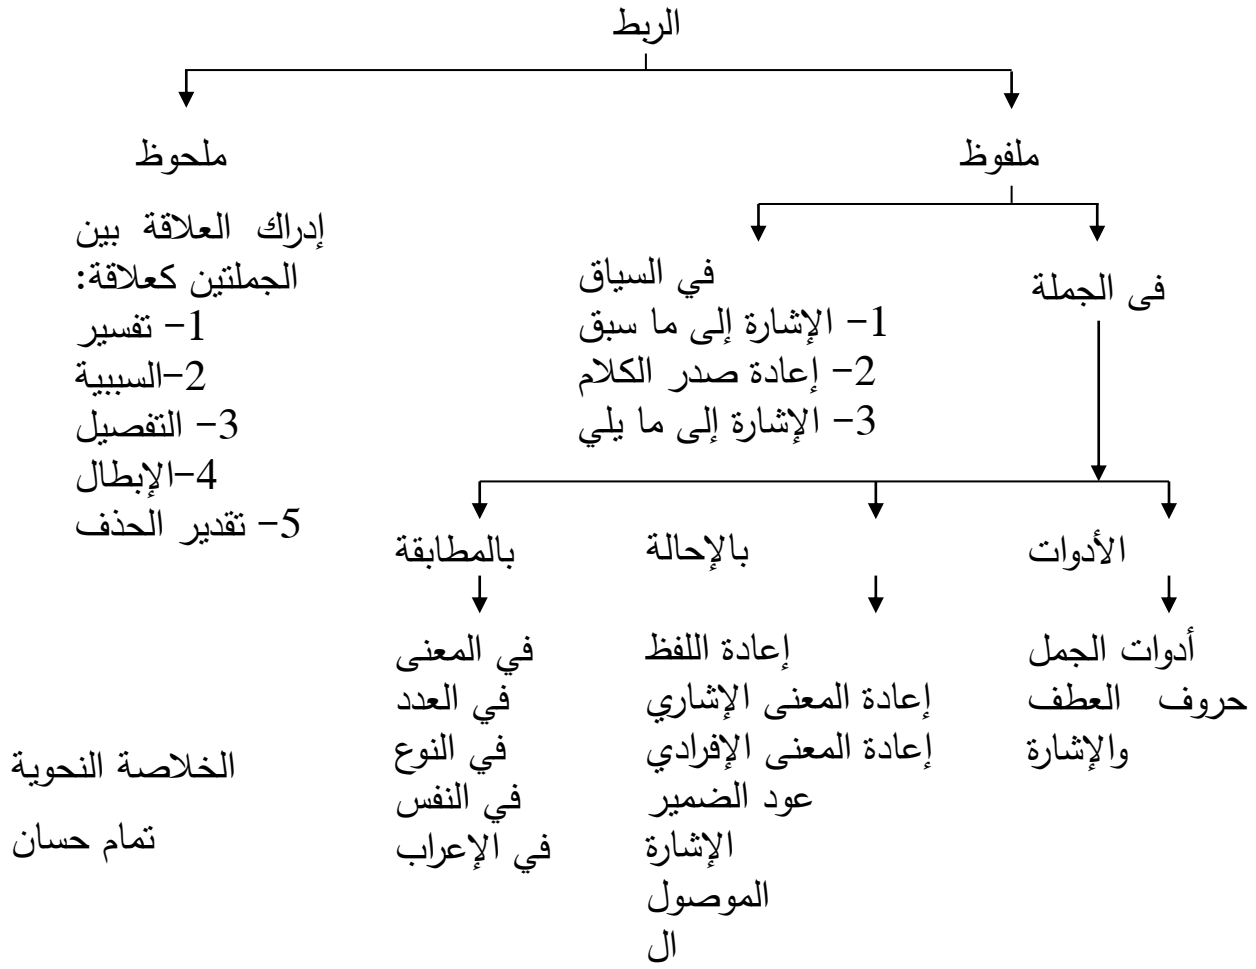 الربط
ملفوظ
ملحوظ
فى الجملة
في السياق
1- الإشارة إلى ما سبق
2- إعادة صدر الكلام
3- الإشارة إلى ما يلي
إدراك العلاقة بين
الجملتين كعلاقة:
1- تفسير
2-السببية
3- التفصيل
4-الإبطال
5- تقدير الحذف
الأدوات
بالإحالة
بالمطابقة
أدوات الجمل
حروف العطف
والإشارة
إعادة اللفظ
إعادة المعنى الإشاري
إعادة المعنى الإفرادي
عود الضمير
الإشارة
الموصول
ال
في المعنى
في العدد
في النوع
في النفس
في الإعراب
الخلاصة النحوية
تمام حسان